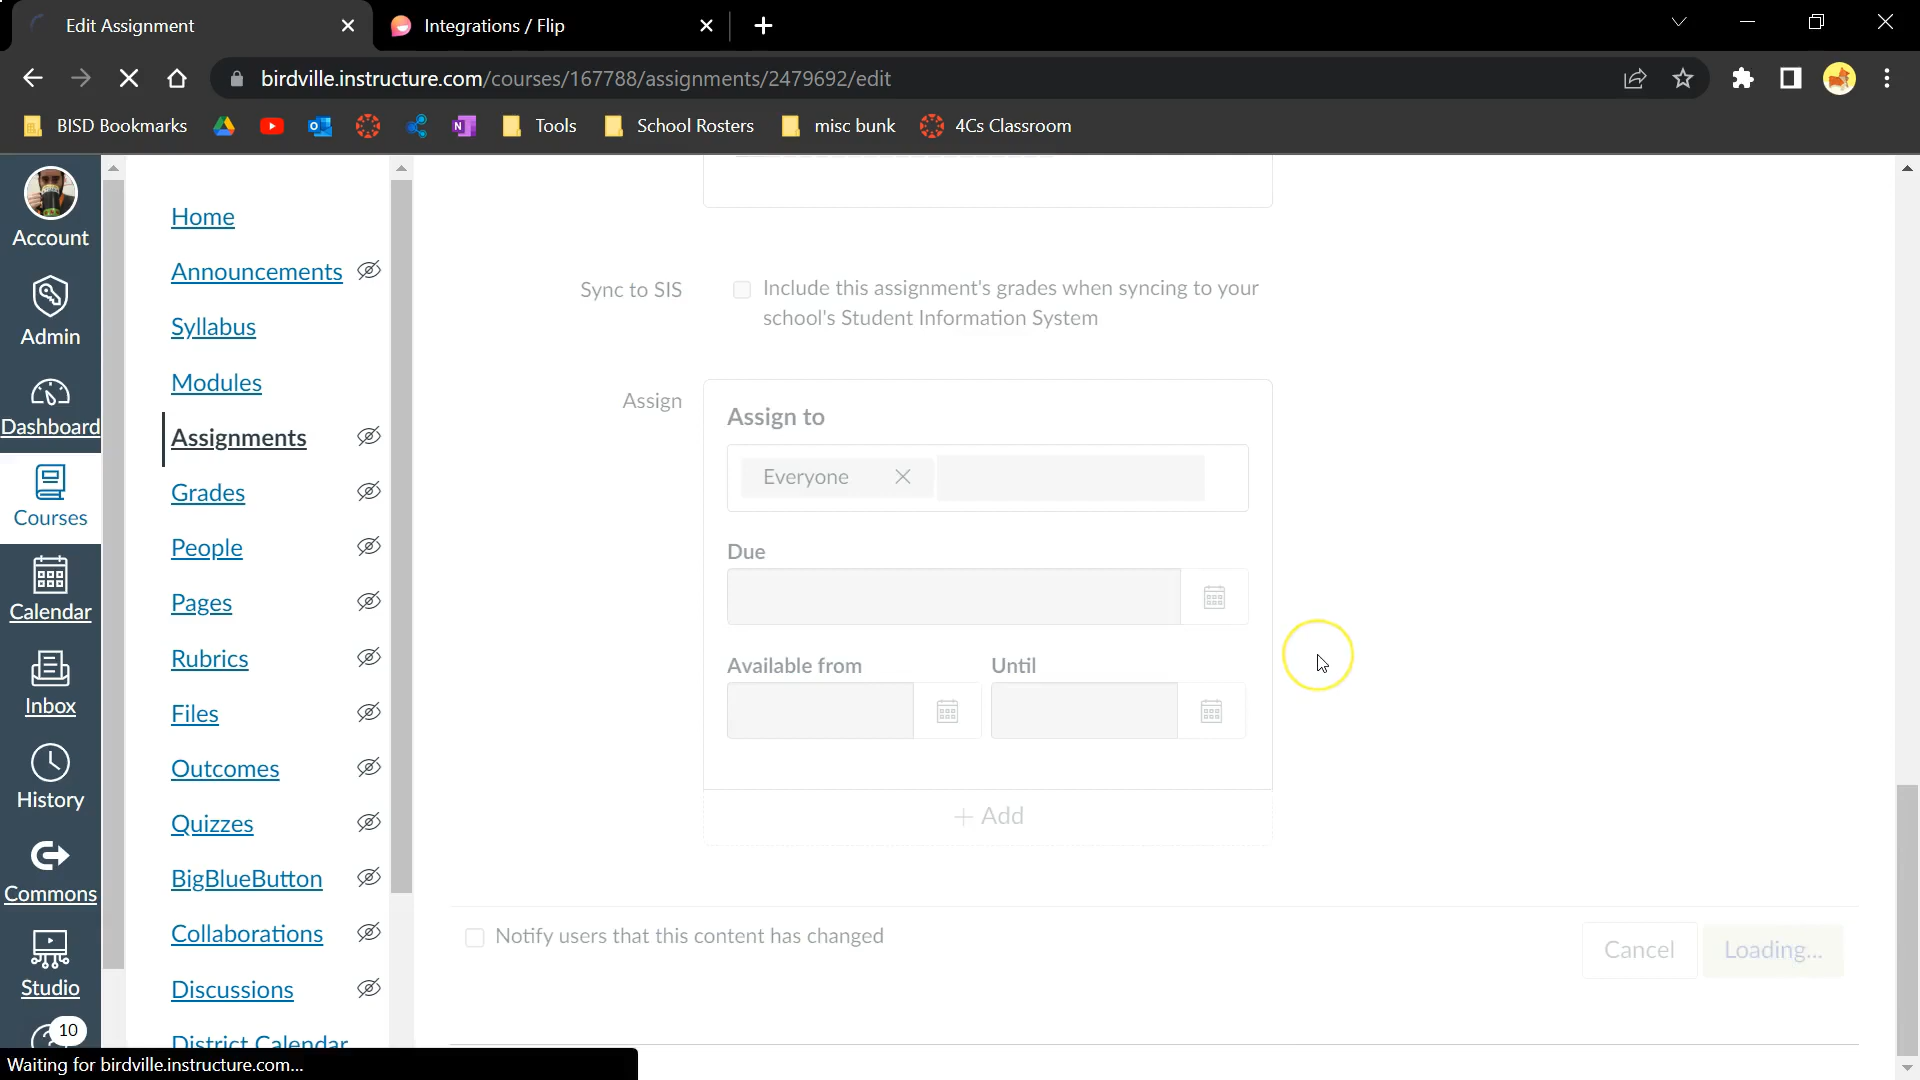 Edit Assignment
Integrations / Flip
birdville.instructure.com/courses/167788/assignments/2479692/edit
BISD Bookmarks
Tools
School Rosters
misc bunk
4Cs Classroom
Account
Admin
Dashboard
Courses
Calendar
Inbox
History
Commons
Studio
10
Home
Announcements
Syllabus
Modules
Assignments
Grades
People
Pages
Rubrics
Files
Outcomes
Quizzes
BigBlueButton
Collaborations
Discussions
District Calendar
Sync to SIS
Include this assignment's grades when syncing to your
school's Student Information System
Assign
Assign to
Everyone
Due
Available from
Until
+ Add
Notify users that this content has changed
Cancel
Loading...
Waiting for birdville.instructure.com...